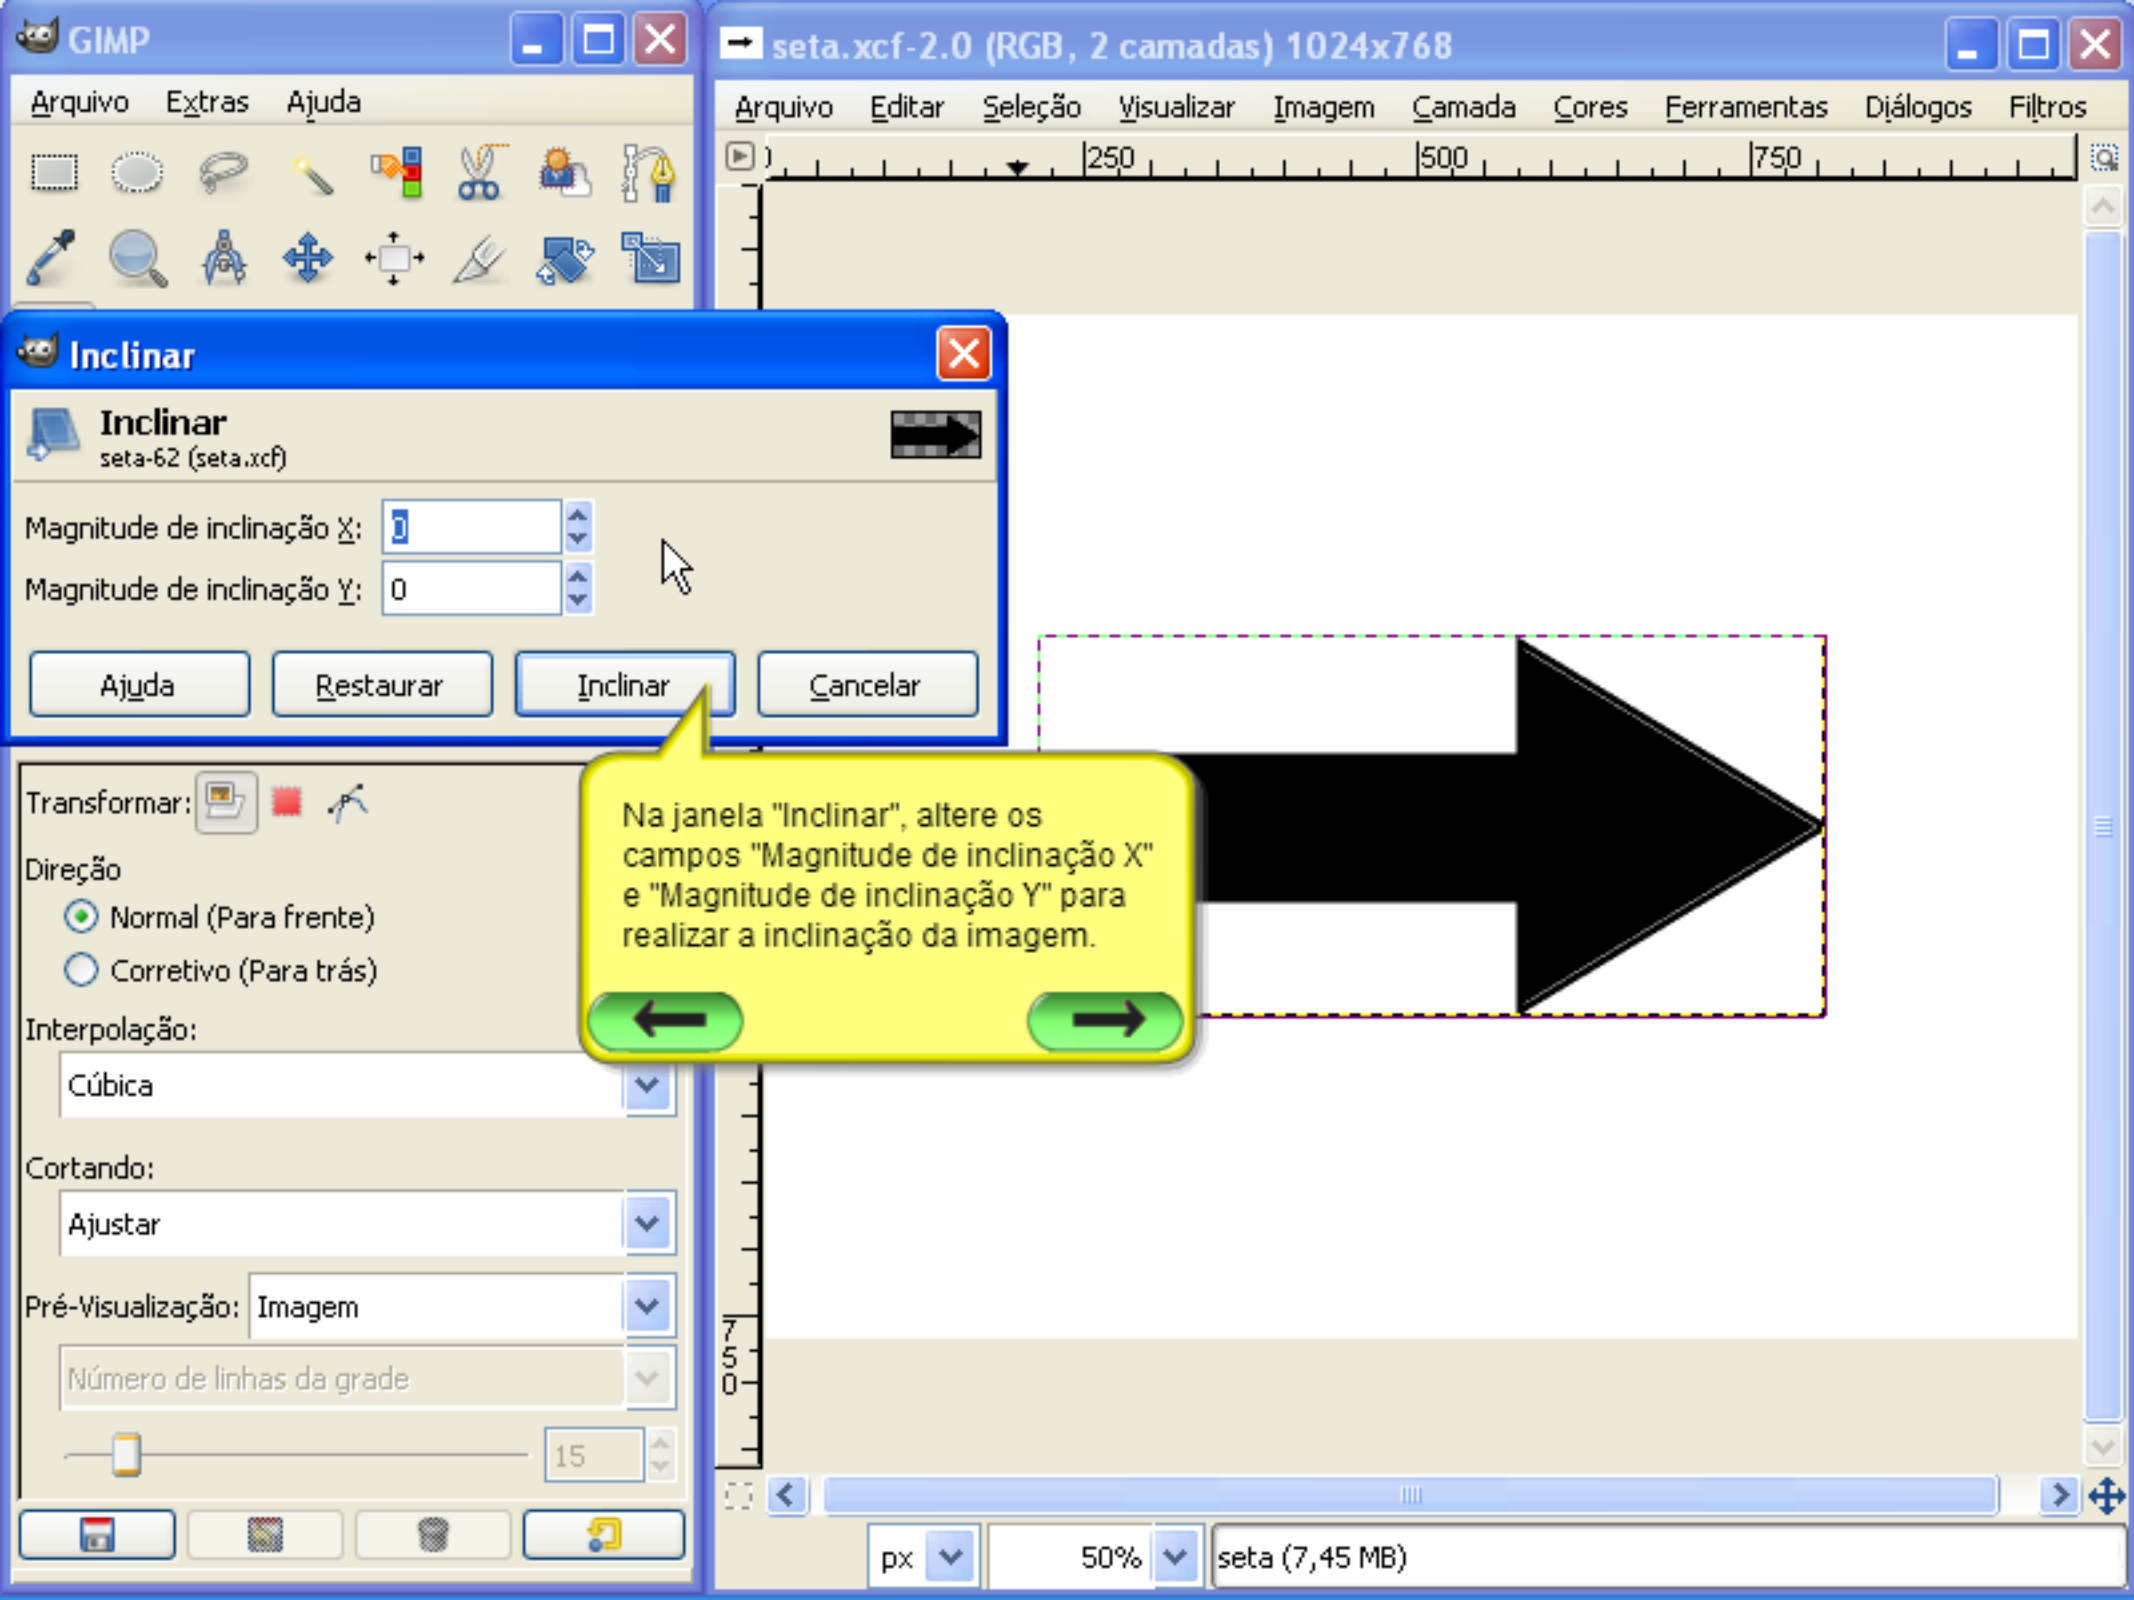 GIMP
seta.xcf-2.0 (RGB, 2 camadas) 1024x768
Arquivo Extras Ajuda
Arquivo Editar Seleção Visualizar Imagem Camada Cores Ferramentas Diálogos Filtros
250 500 750
Inclinar
Inclinar
seta-62 (seta.xcf)
Magnitude de inclinação X: 0
Magnitude de inclinação Y: 0
Ajuda Restaurar Inclinar Cancelar
Transformar:
Direção
Normal (Para frente)
Corretivo (Para trás)
Interpolação:
Cúbica
Cortando:
Ajustar
Pré-Visualização: Imagem
Número de linhas da grade
15
Na janela "Inclinar", altere os
campos "Magnitude de inclinação X"
e "Magnitude de inclinação Y" para
realizar a inclinação da imagem.
750
px 50% seta (7,45 MB)